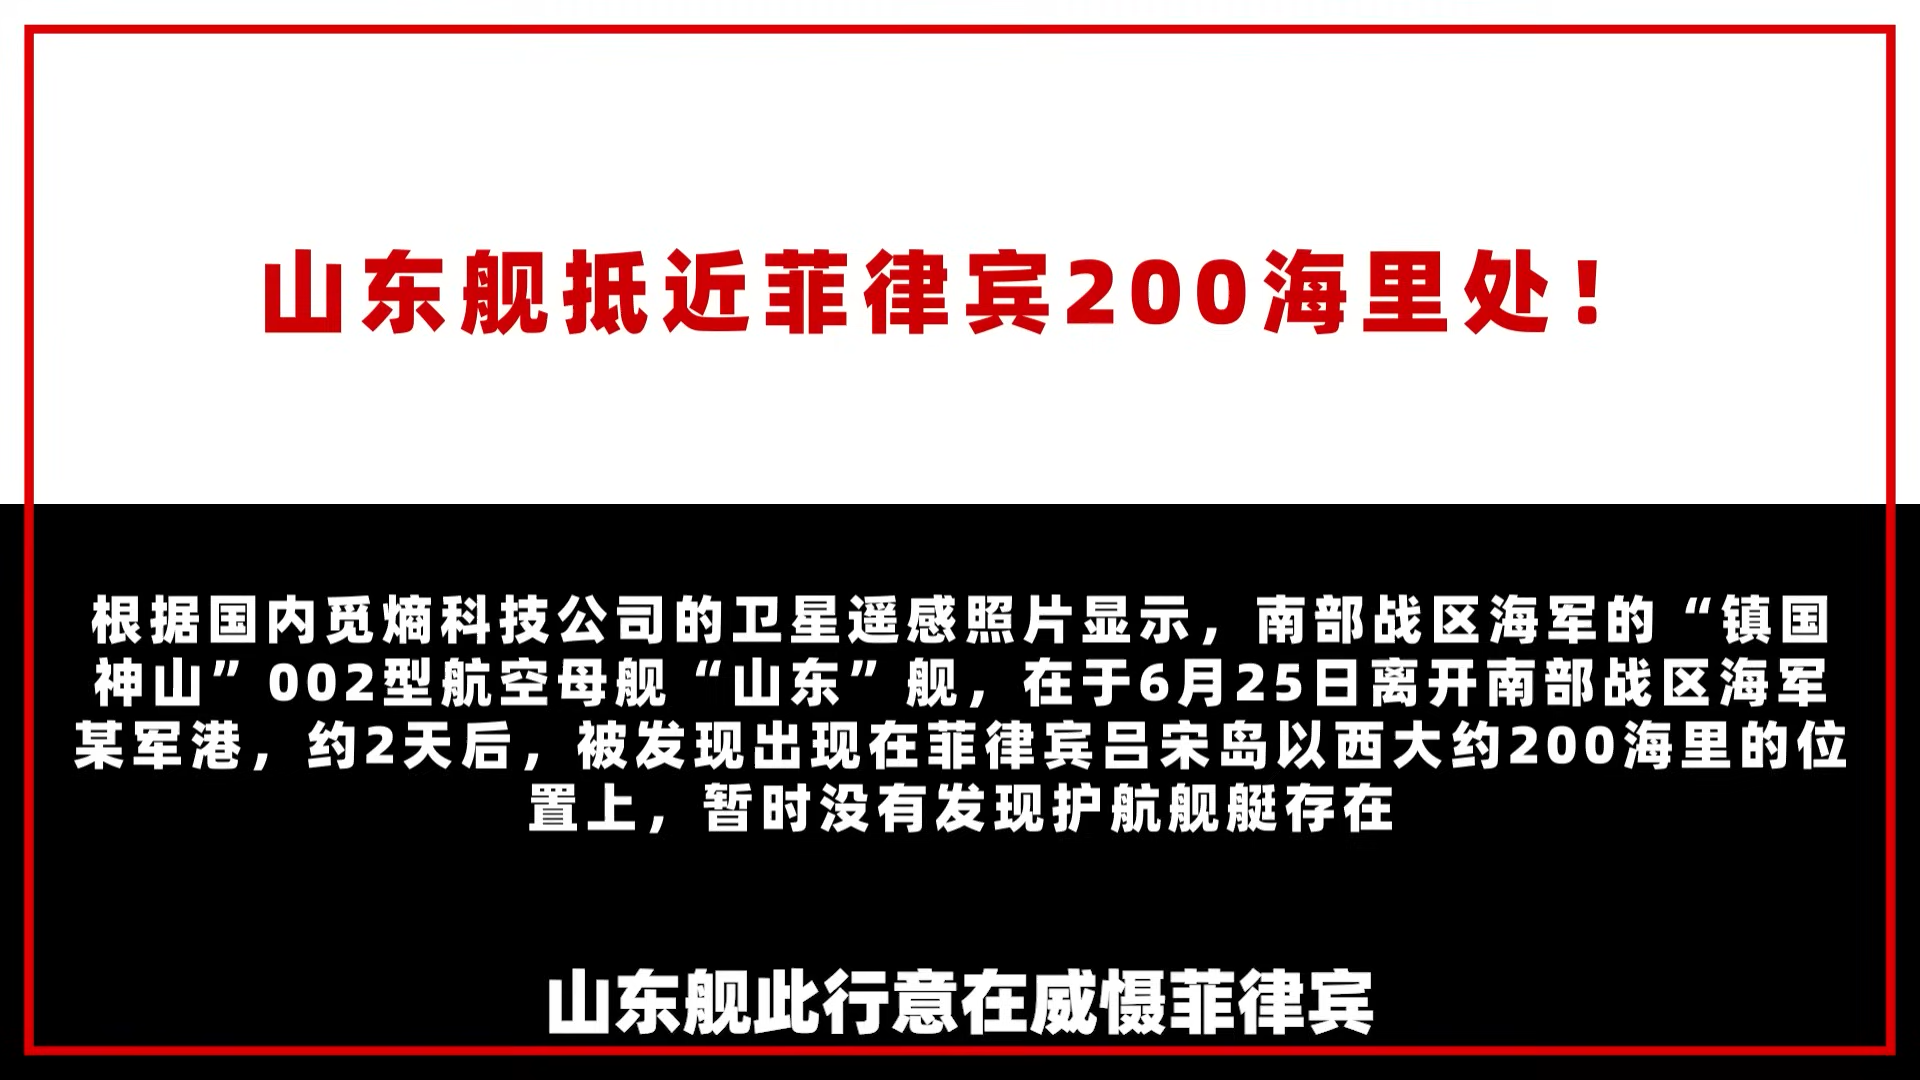 山东舰抵近菲律宾200海里处！
根据国内觅熵科技公司的卫星遥感照片显示，南部战区海军的“镇国
神山”002型航空母舰“山东”舰，在于6月25日离开南部战区海军
某军港，约2天后，被发现出现在菲律宾吕宋岛以西大约200海里的位
置上，暂时没有发现护航舰艇存在
山东舰此行意在威慑菲律宾